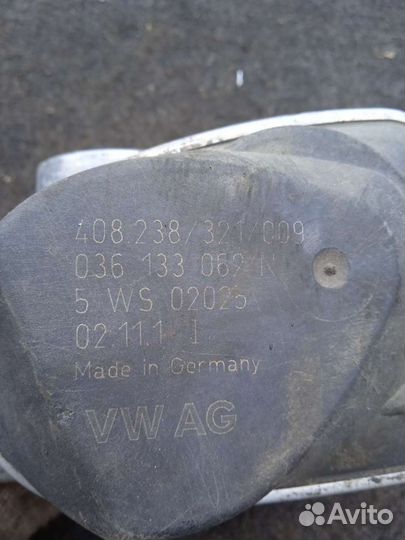 408.238/321/009
036 133 062 N
5 WS 02025
02.11.1 I
Made in Germany
VW AG
Avito